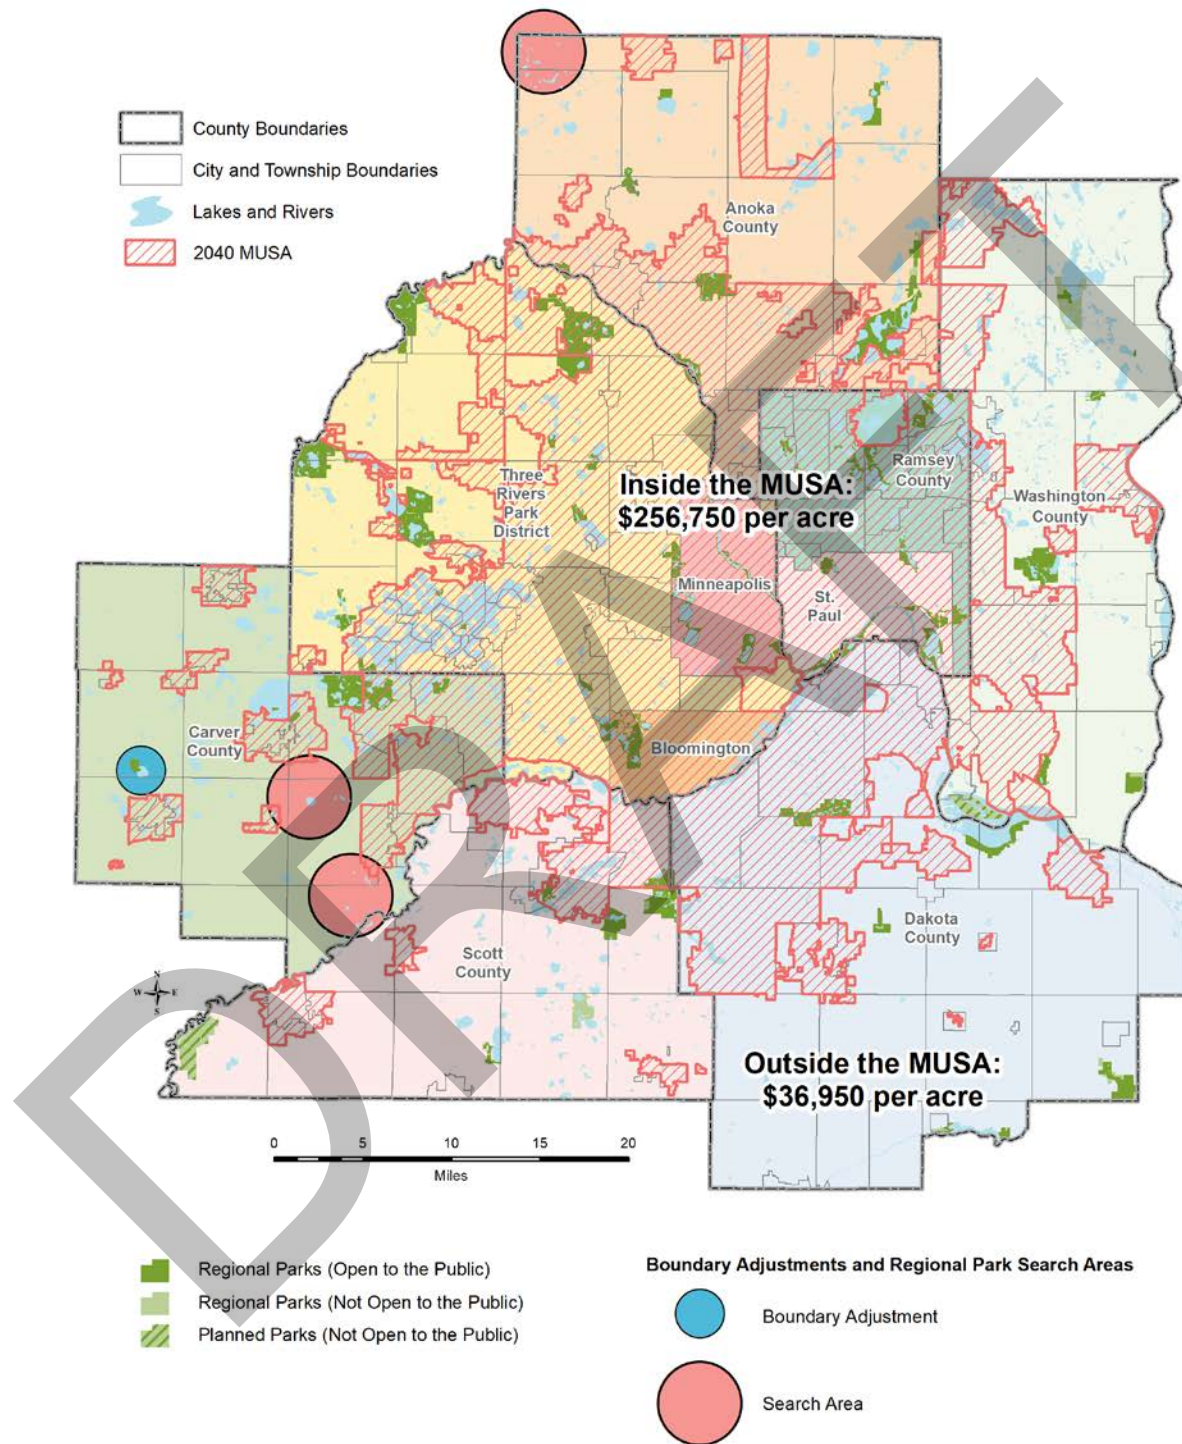 County Boundaries
City and Township Boundaries
Lakes and Rivers
2040 MUSA
Anoka
County
Three
Rivers
Park
District
Inside the MUSA:
$256,750 per acre
Ramsey
County
Washington
County
Minneapolis
St.
Paul
Carver
County
Bloomington
Scott
County
Dakota
County
N
W E
S
Outside the MUSA:
$36,950 per acre
0 5 10 15 20
Miles
Regional Parks (Open to the Public)
Regional Parks (Not Open to the Public)
Planned Parks (Not Open to the Public)
Boundary Adjustments and Regional Park Search Areas
Boundary Adjustment
Search Area
DRAFT